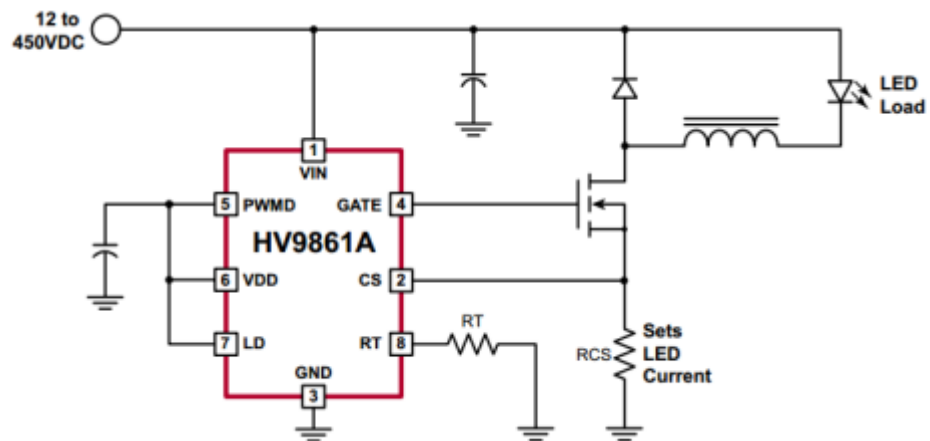 12 to
450VDC
LED
Load
1
VIN
5 PWMD
GATE 4
HV9861A
6 VDD
CS 2
7 LD
RT 8
RT
GND
3
RCS
Sets
LED
Current